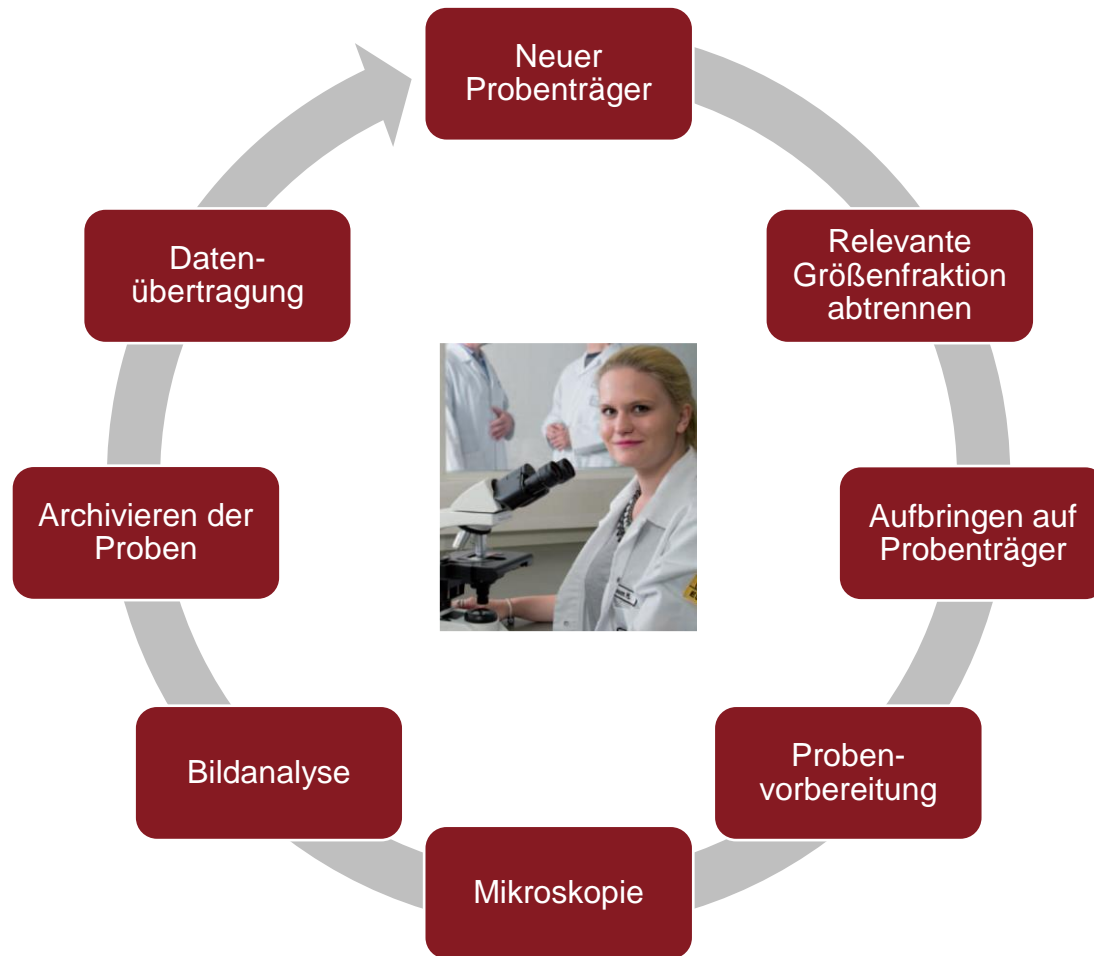 Neuer
Probenträger
Relevante
Größenfraktion
abtrennen
Aufbringen auf
Probenträger
Proben-
vorbereitung
Mikroskopie
Bildanalyse
Archivieren der
Proben
Daten-
übertragung